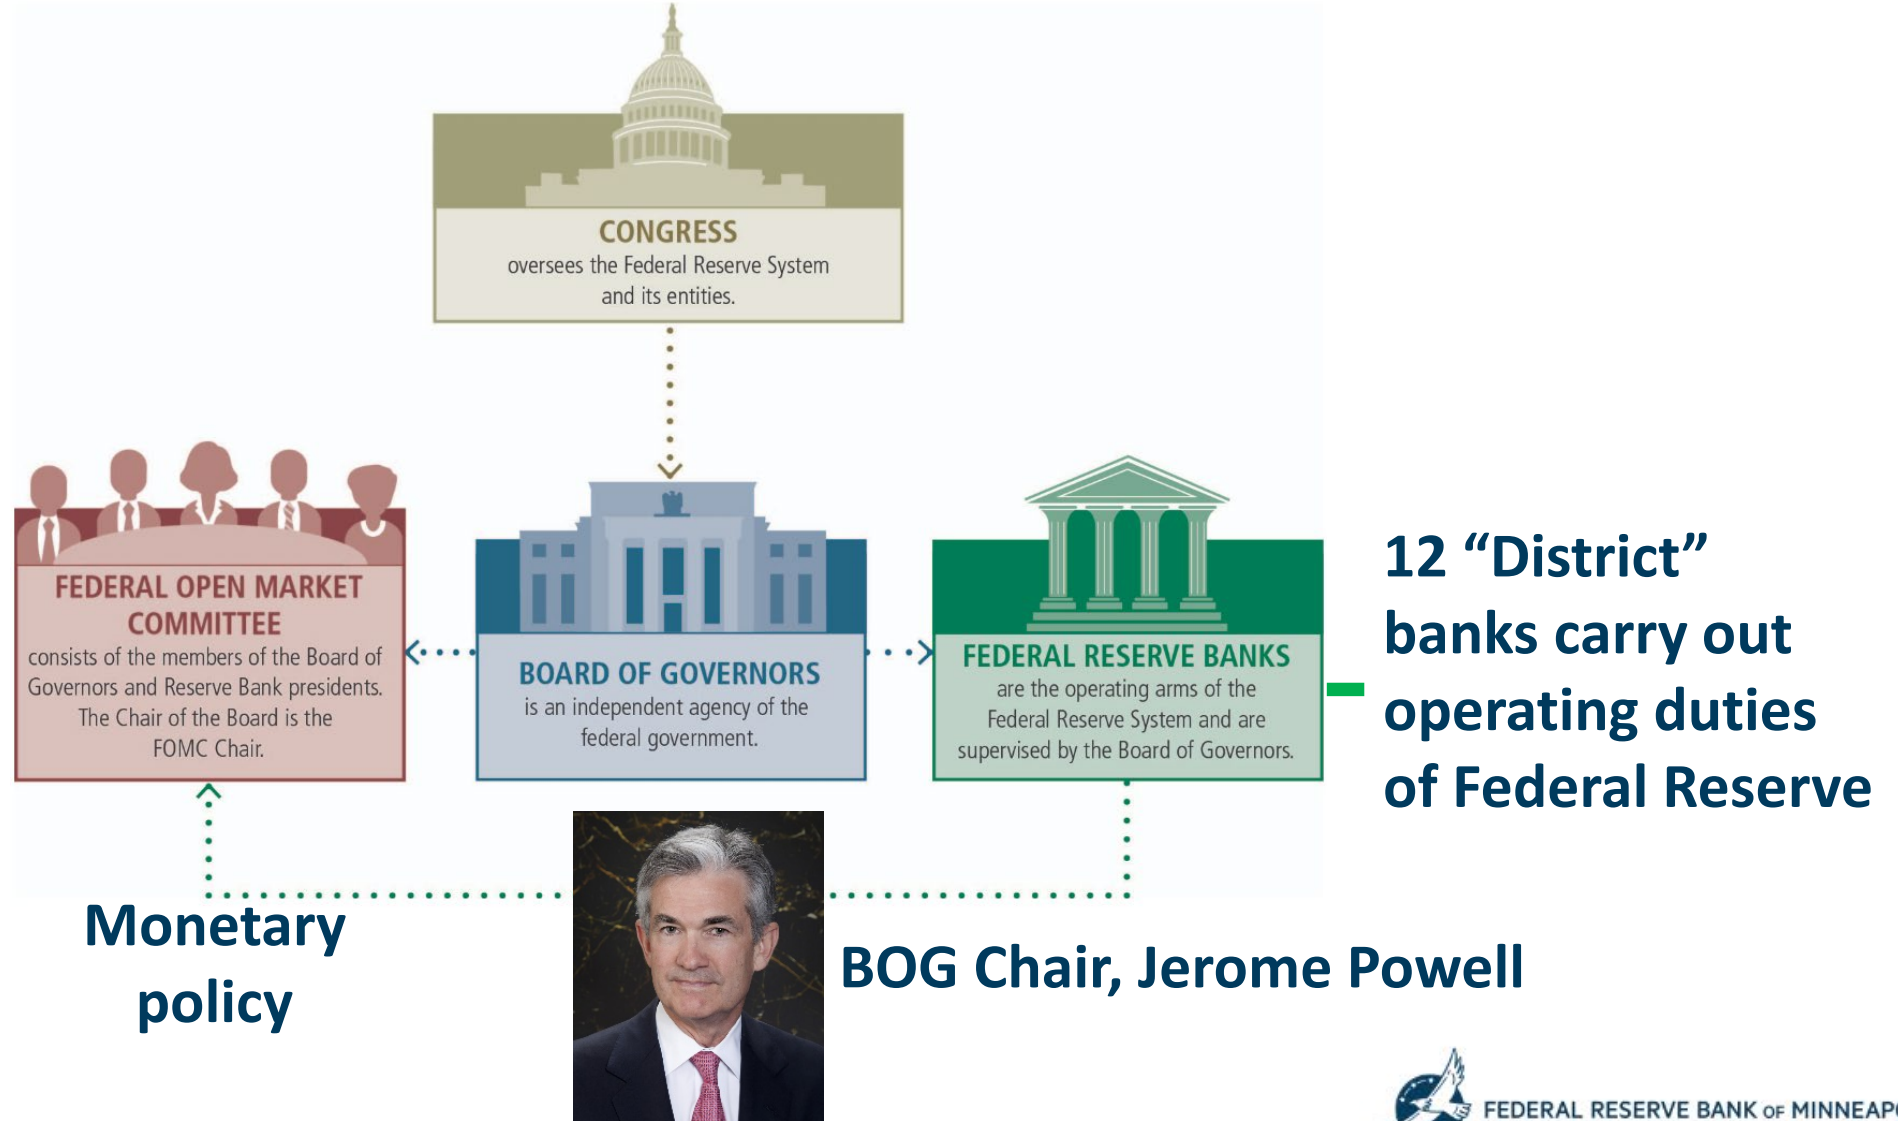 CONGRESS
oversees the Federal Reserve System
and its entities.
FEDERAL OPEN MARKET
COMMITTEE
consists of the members of the Board of
Governors and Reserve Bank presidents.
The Chair of the Board is the
FOMC Chair.
BOARD OF GOVERNORS
is an independent agency of the
federal government.
FEDERAL RESERVE BANKS
are the operating arms of the
Federal Reserve System and are
supervised by the Board of Governors.
12 “District”
banks carry out
operating duties
of Federal Reserve
Monetary
policy
BOG Chair, Jerome Powell
FEDERAL RESERVE BANK OF